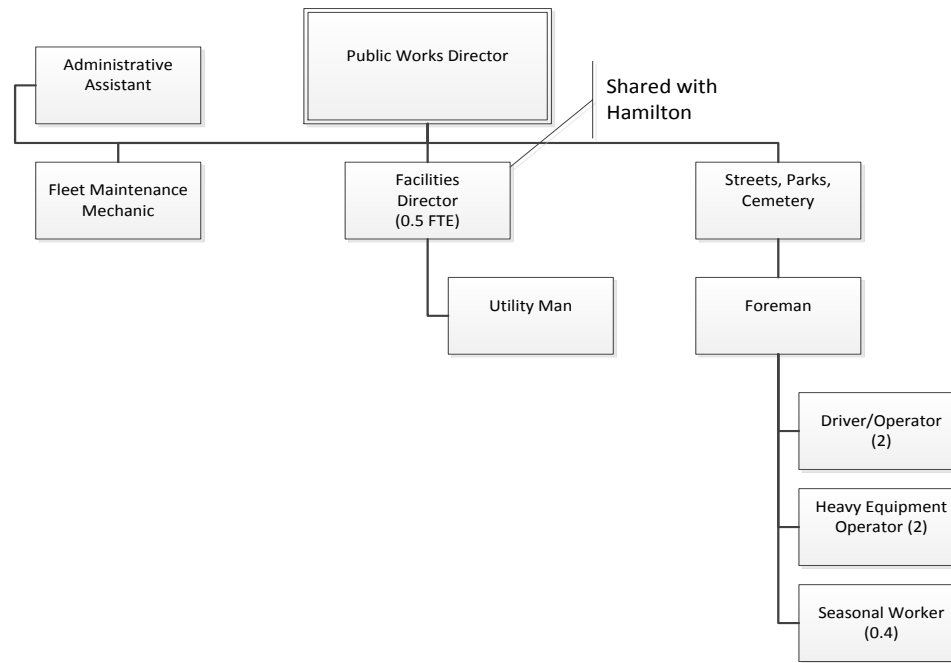 Public Works Director
Administrative
Assistant
Shared with
Hamilton
Fleet Maintenance
Mechanic
Facilities
Director
(0.5 FTE)
Streets, Parks,
Cemetery
Utility Man
Foreman
Driver/Operator
(2)
Heavy Equipment
Operator (2)
Seasonal Worker
(0.4)